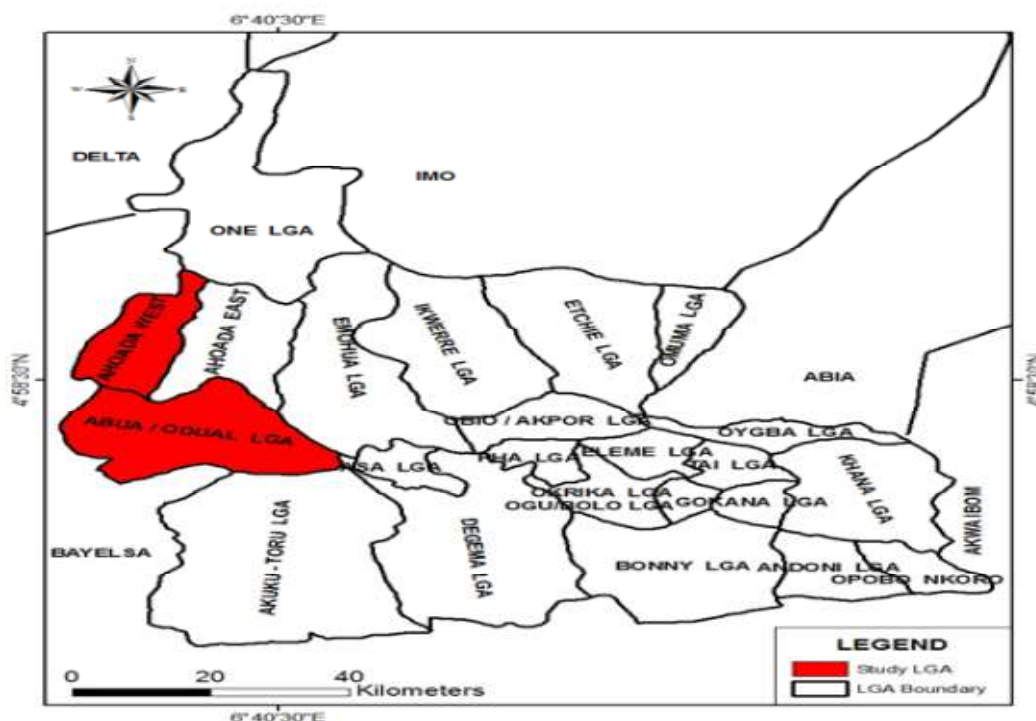 6°40'30"E
DELTA
IMO
ONE LGA
AHOADA WEST
AHOADA EAST
EMOHUA LGA
IKWERRE LGA
ETCHIE LGA
OMUMA LGA
4°58'30"N
ABIA
OBIO / AKPOR LGA
OYGBA LGA
ABUA / ODUAL LGA
ELEME LGA
TAI LGA
KHANA LGA
OKRIKA LGA
OGU/BOLO LGA
GOKANA LGA
AKWAIBOM
BAYELSA
AKUKU-TORU LGA
DEGEMA LGA
BONNY LGA
ANDONI LGA
OPOBO NKORO
LEGEND
Study LGA
LGA Boundary
0 20 40
Kilometers
6°40'30"E